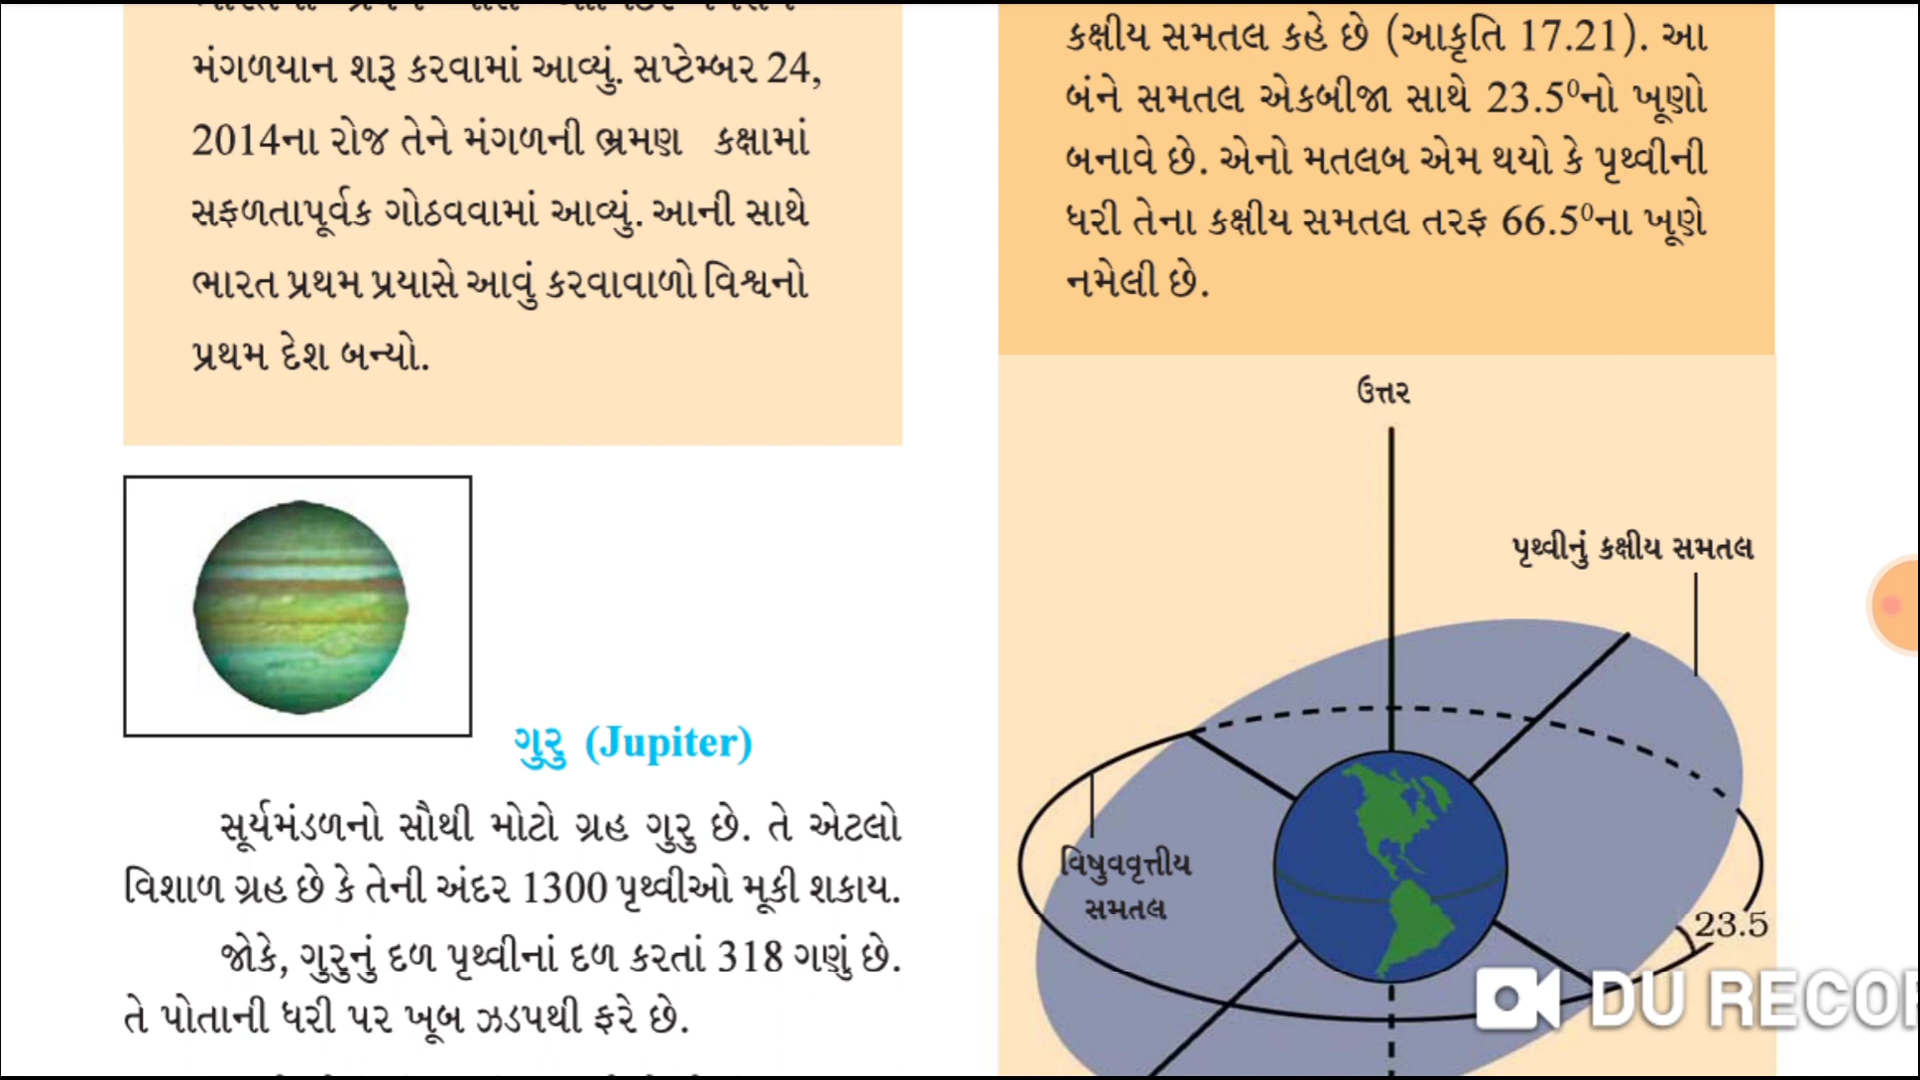 મંગળયાન શરૂ કરવામાં આવ્યું. સપ્ટેમ્બર 24,
2014ના રોજ તેને મંગળની ભ્રમણ કક્ષામાં
સફળતાપૂર્વક ગોઠવવામાં આવ્યું. આની સાથે
ભારત પ્રથમ પ્રયાસે આવું કરવાવાળો વિશ્વનો
પ્રથમ દેશ બન્યો.
ગુરુ (Jupiter)
સૂર્યમંડળનો સૌથી મોટો ગ્રહ ગુરુ છે. તે એટલો
વિશાળ ગ્રહ છે કે તેની અંદર 1300 પૃથ્વીઓ મૂકી શકાય.
જોકે, ગુરુનું દળ પૃથ્વીનાં દળ કરતાં 318 ગણું છે.
તે પોતાની ધરી પર ખૂબ ઝડપથી ફરે છે.
કક્ષીય સમતલ કહે છે (આકૃતિ 17.21). આ
બંને સમતલ એકબીજા સાથે 23.5⁰નો ખૂણો
બનાવે છે. એનો મતલબ એમ થયો કે પૃથ્વીની
ધરી તેના કક્ષીય સમતલ તરફ 66.5⁰ના ખૂણે
નમેલી છે.
ઉત્તર
પૃથ્વીનું કક્ષીય સમતલ
વિષુવવૃત્તીય
સમતલ
23.5
DU RECOR